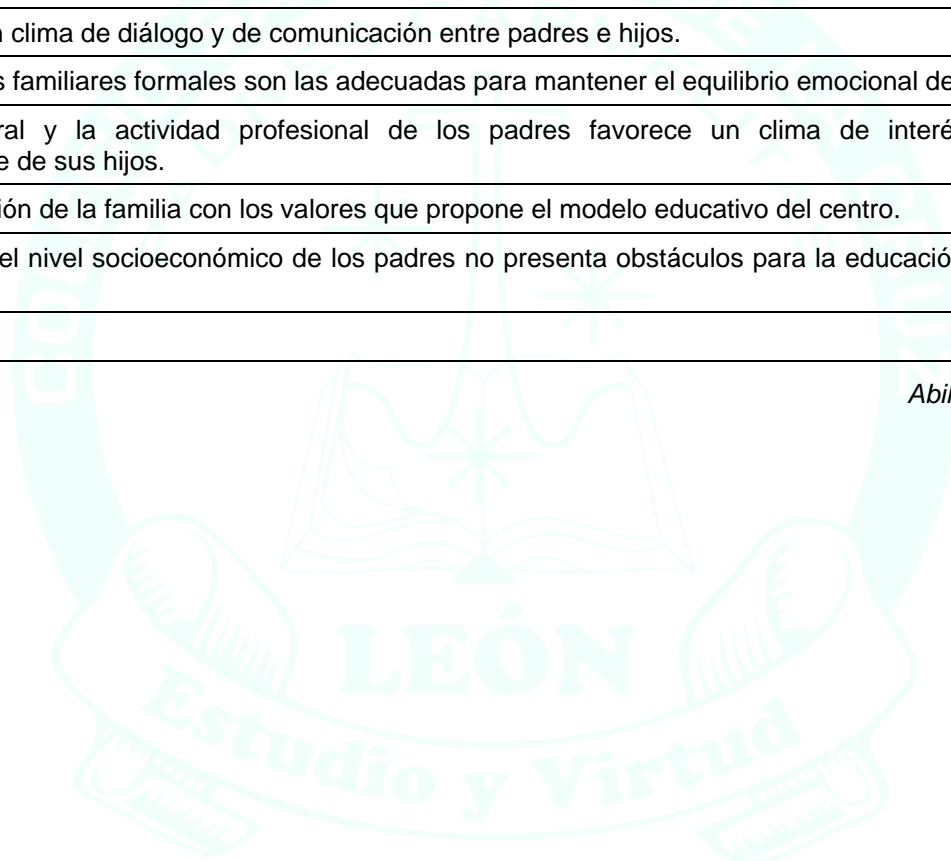 n clima de diálogo y de comunicación entre padres e hijos.
s familiares formales son las adecuadas para mantener el equilibrio emocional de
ral y la actividad profesional de los padres favorece un clima de interé
e de sus hijos.
ión de la familia con los valores que propone el modelo educativo del centro.
el nivel socioeconómico de los padres no presenta obstáculos para la educació
Abil
LEÓN
Estudio y Virtud